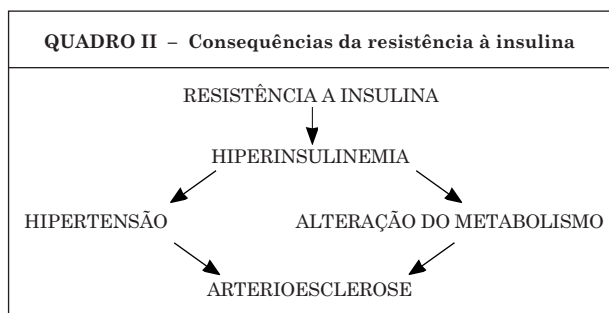 QUADRO II – Consequências da resistência à insulina
RESISTÊNCIA A INSULINA
HIPERINSULINEMIA
HIPERTENSÃO
ALTERAÇÃO DO METABOLISMO
ARTERIOESCLEROSE